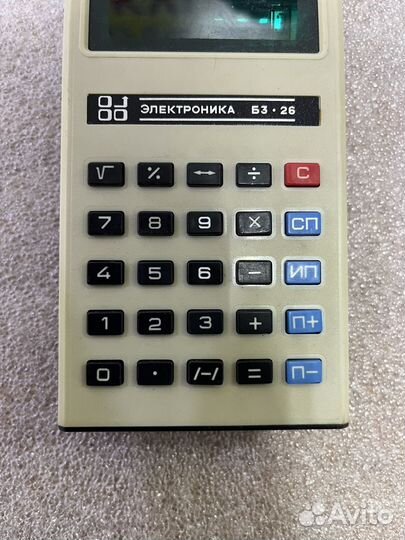 ЭЛЕКТРОНИКА Б3·26
√ % ↔ ÷ C
7 8 9 X СП
4 5 6 − ИП
1 2 3 + П+
0 · /−/ = П−
Avito